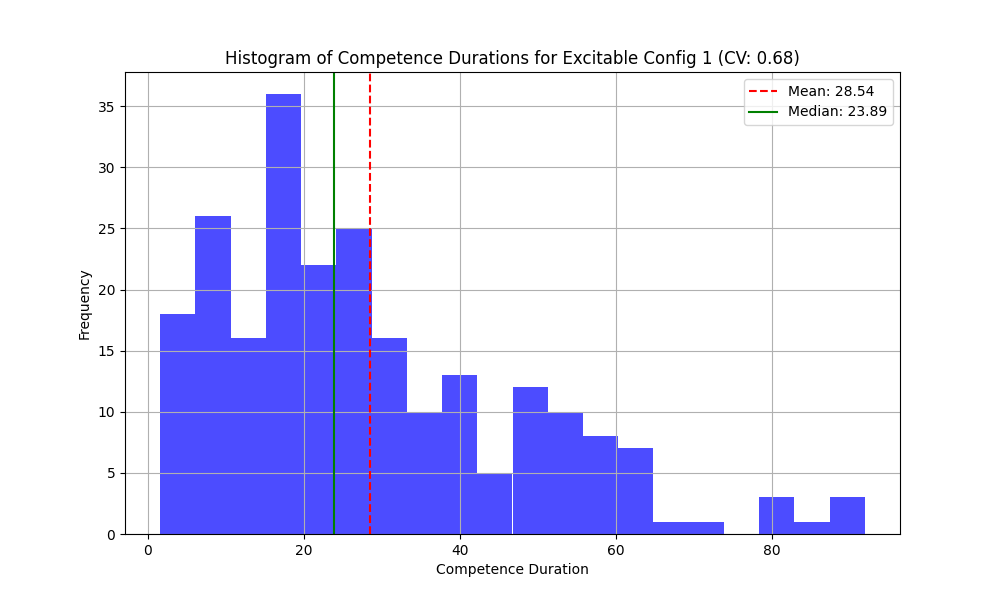 Histogram of Competence Durations for Excitable Config 1 (CV: 0.68)
Mean: 28.54
Median: 23.89
35
30
25
20
15
10
5
0
Frequency
0 20 40 60 80
Competence Duration